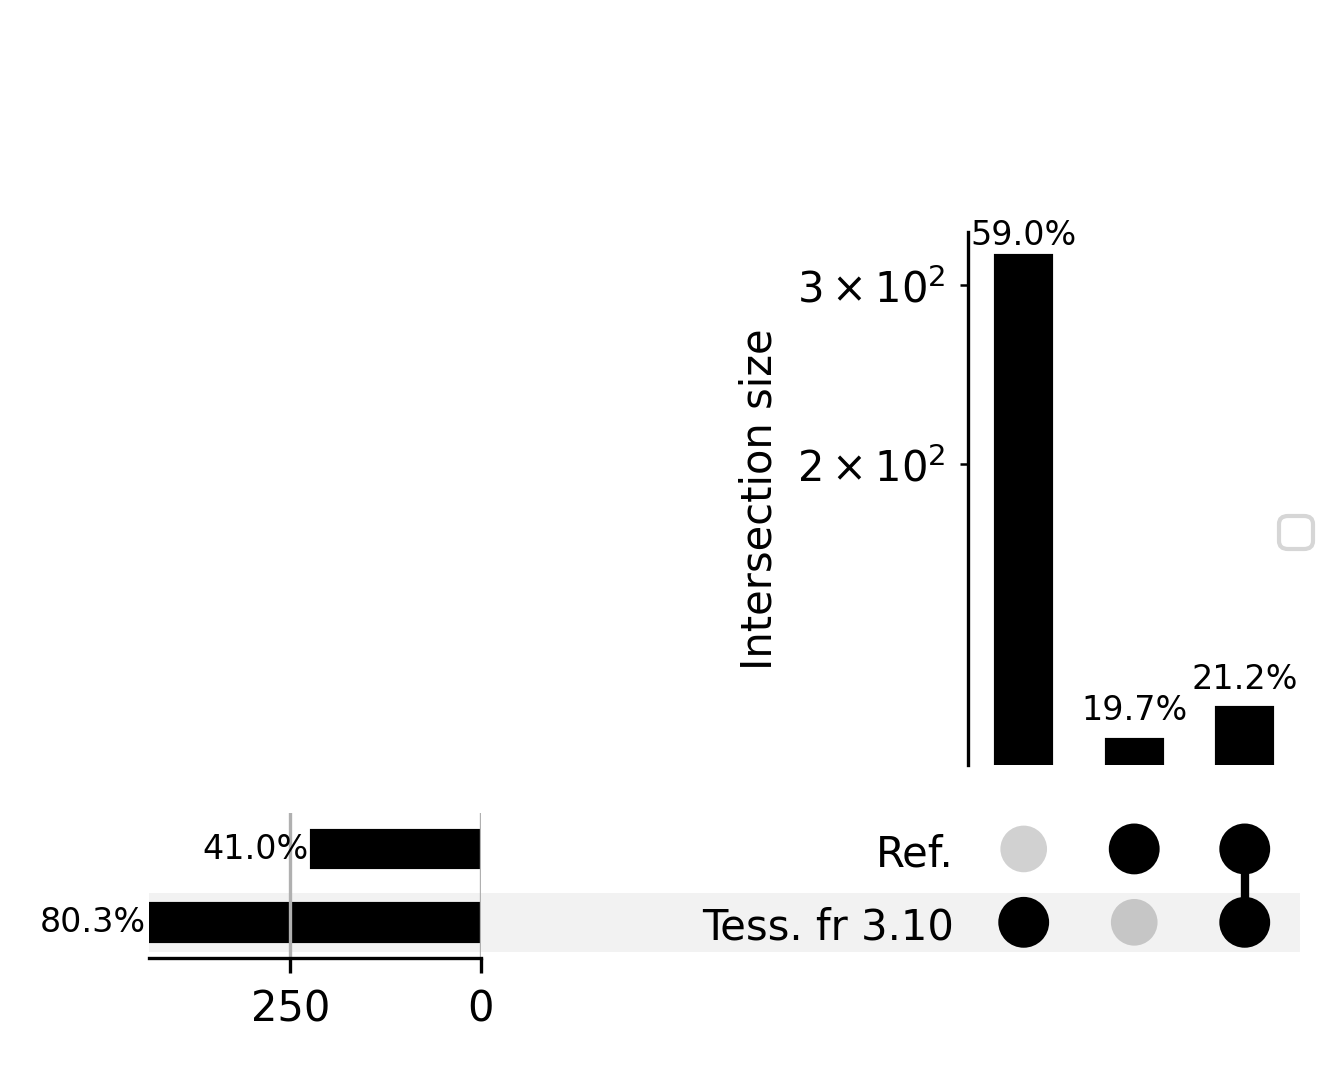 59.0%
3 × 10²
Intersection size
2 × 10²
21.2%
19.7%
41.0%
Ref.
80.3%
Tess. fr 3.10
250
0